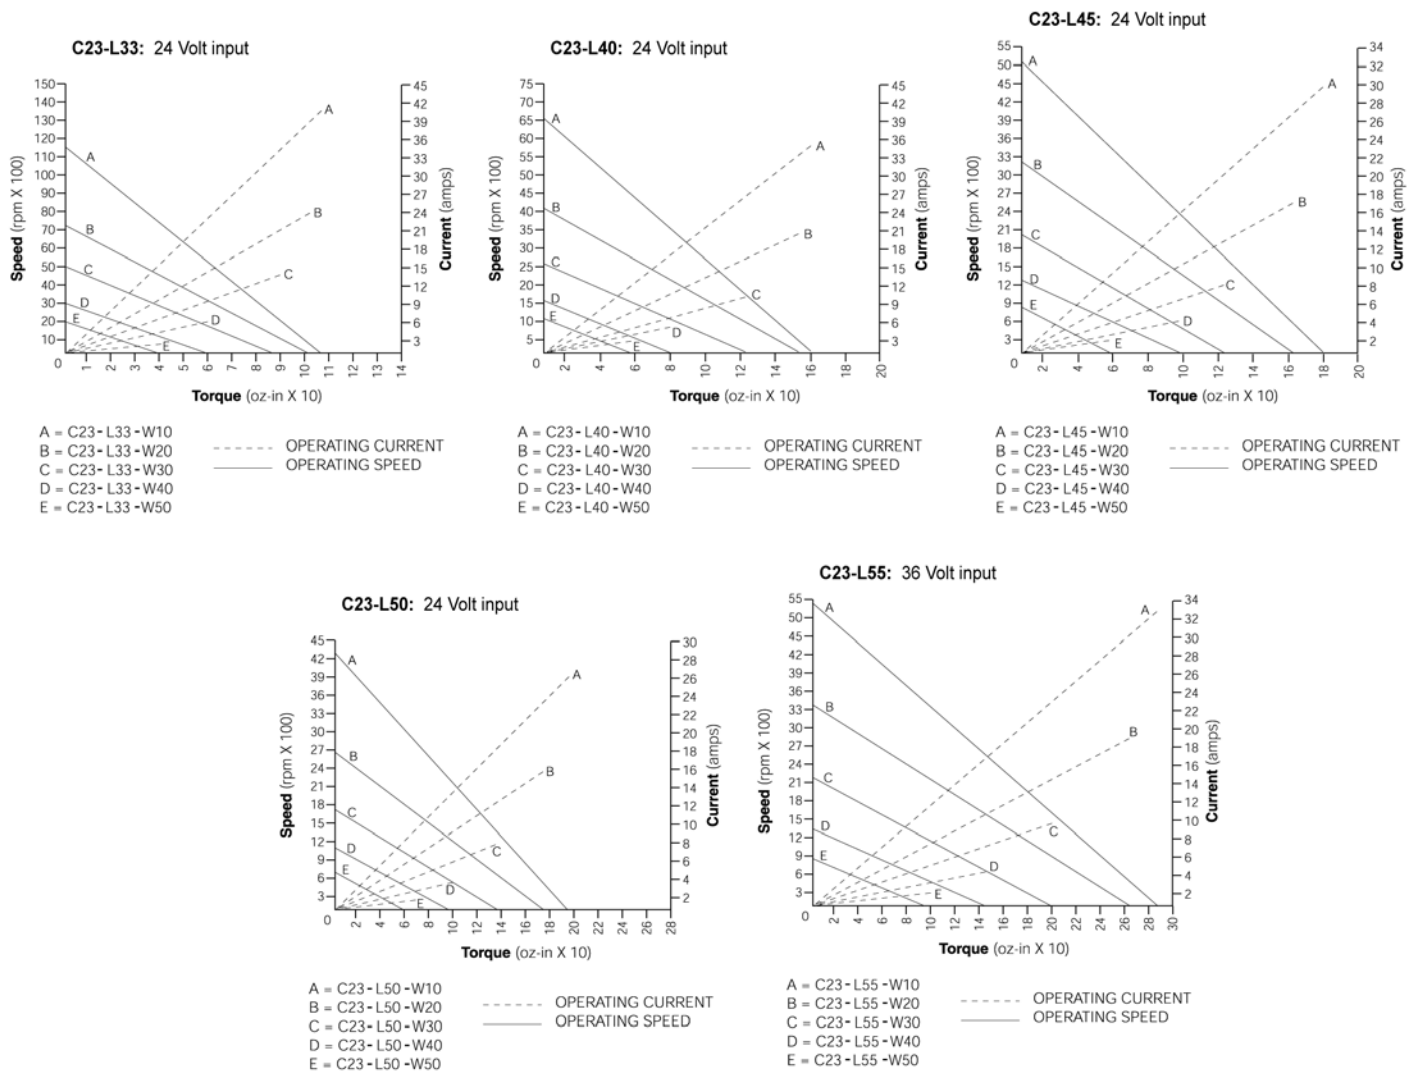 C23-L33: 24 Volt input
150
140
130
120
110
100
90
80
70
60
50
40
30
20
10
Speed (rpm X 100)
A
B
C
D
E
A
B
C
D
E
45
42
39
36
33
30
27
24
21
18
15
12
9
6
3
Current (amps)
0 1 2 3 4 5 6 7 8 9 10 11 12 13 14
Torque (oz-in X 10)
A = C23-L33-W10
B = C23-L33-W20
C = C23-L33-W30
D = C23-L33-W40
E = C23-L33-W50
OPERATING CURRENT
OPERATING SPEED
C23-L40: 24 Volt input
75
70
65
60
55
50
45
40
35
30
25
20
15
10
5
Speed (rpm X 100)
A
B
C
D
E
A
B
C
D
E
45
42
39
36
33
30
27
24
21
18
15
12
9
6
3
Current (amps)
0 2 4 6 8 10 12 14 16 18 20
Torque (oz-in X 10)
A = C23-L40-W10
B = C23-L40-W20
C = C23-L40-W30
D = C23-L40-W40
E = C23-L40-W50
OPERATING CURRENT
OPERATING SPEED
C23-L45: 24 Volt input
55
50
45
42
39
36
33
30
27
24
21
18
15
12
9
6
3
Speed (rpm X 100)
A
B
C
D
E
A
B
C
D
E
34
32
30
28
26
24
22
20
18
16
14
12
10
8
6
4
2
Current (amps)
0 2 4 6 8 10 12 14 16 18 20
Torque (oz-in X 10)
A = C23-L45-W10
B = C23-L45-W20
C = C23-L45-W30
D = C23-L45-W40
E = C23-L45-W50
OPERATING CURRENT
OPERATING SPEED
C23-L50: 24 Volt input
45
42
39
36
33
30
27
24
21
18
15
12
9
6
3
Speed (rpm X 100)
A
B
C
D
E
A
B
C
D
E
30
28
26
24
22
20
18
16
14
12
10
8
6
4
2
Current (amps)
0 2 4 6 8 10 12 14 16 18 20 22 24 26 28
Torque (oz-in X 10)
A = C23-L50-W10
B = C23-L50-W20
C = C23-L50-W30
D = C23-L50-W40
E = C23-L50-W50
OPERATING CURRENT
OPERATING SPEED
C23-L55: 36 Volt input
55
50
45
42
39
36
33
30
27
24
21
18
15
12
9
6
3
Speed (rpm X 100)
A
B
C
D
E
A
B
C
D
E
34
32
30
28
26
24
22
20
18
16
14
12
10
8
6
4
2
Current (amps)
0 2 4 6 8 10 12 14 16 18 20 22 24 26 28 30
Torque (oz-in X 10)
A = C23-L55-W10
B = C23-L55-W20
C = C23-L55-W30
D = C23-L55-W40
E = C23-L55-W50
OPERATING CURRENT
OPERATING SPEED